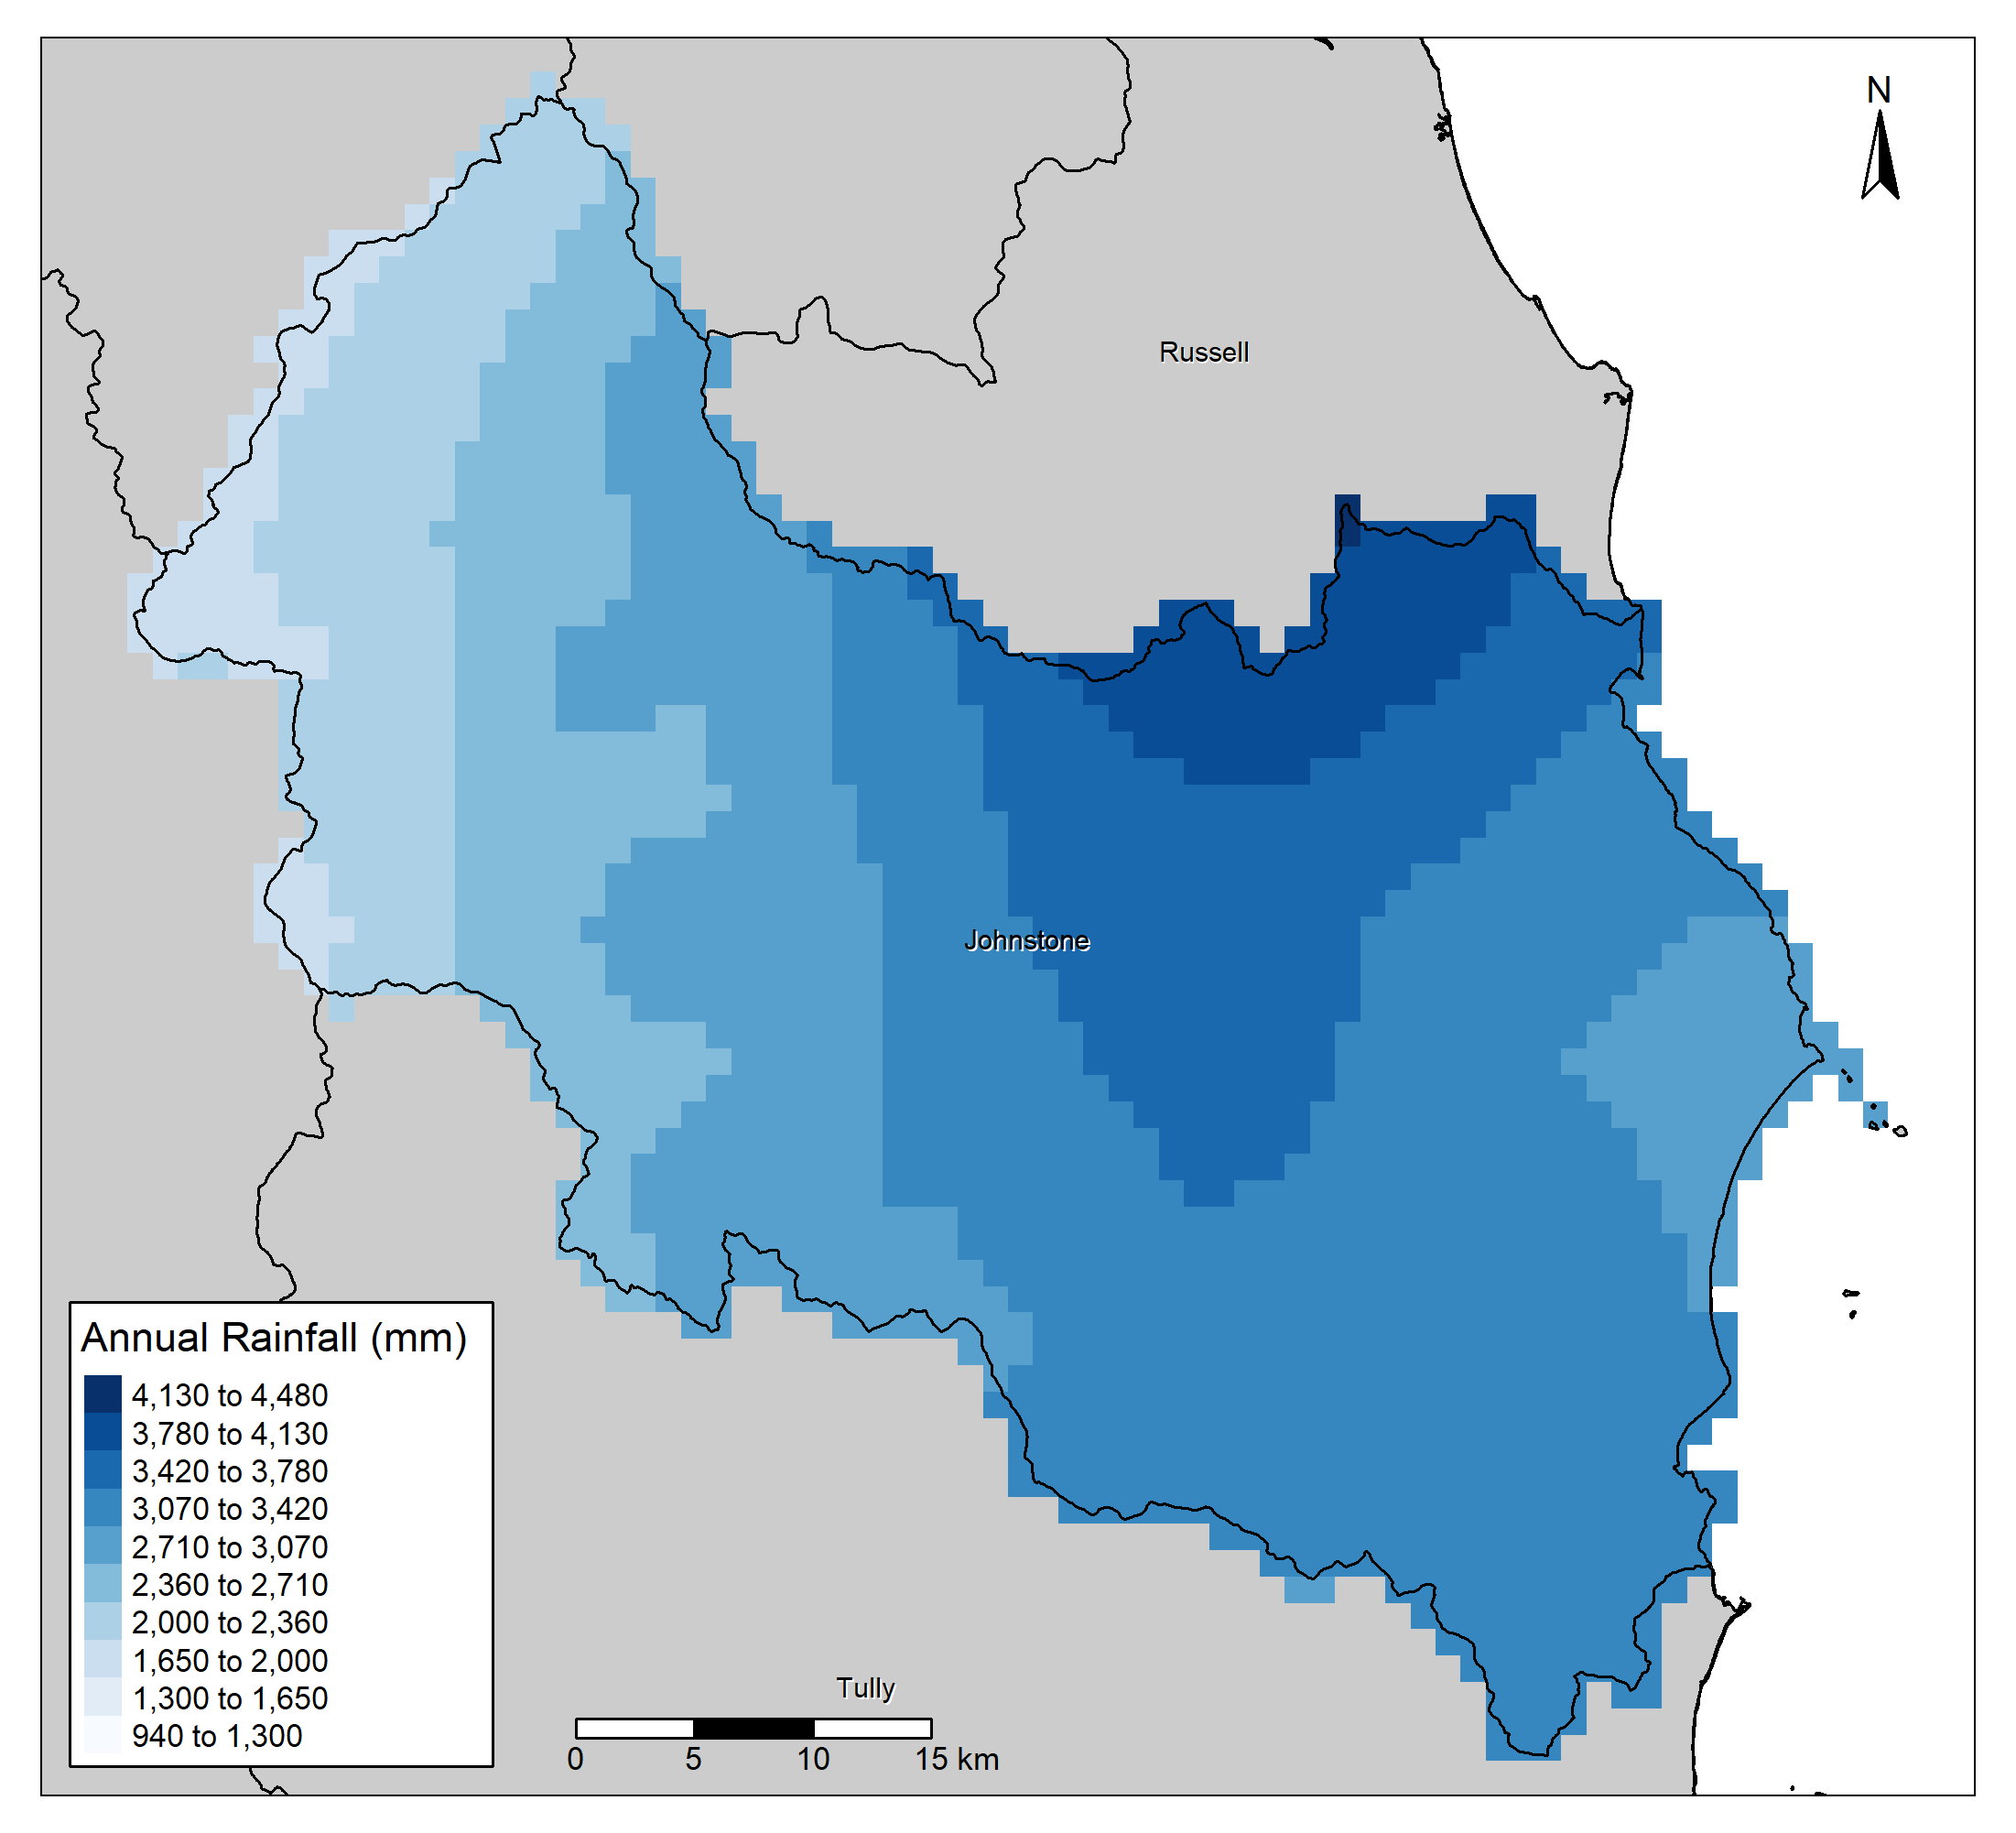 N
Russell
Johnstone
Annual Rainfall (mm)
4,130 to 4,480
3,780 to 4,130
3,420 to 3,780
3,070 to 3,420
2,710 to 3,070
2,360 to 2,710
2,000 to 2,360
1,650 to 2,000
1,300 to 1,650
940 to 1,300
Tully
0 5 10 15 km